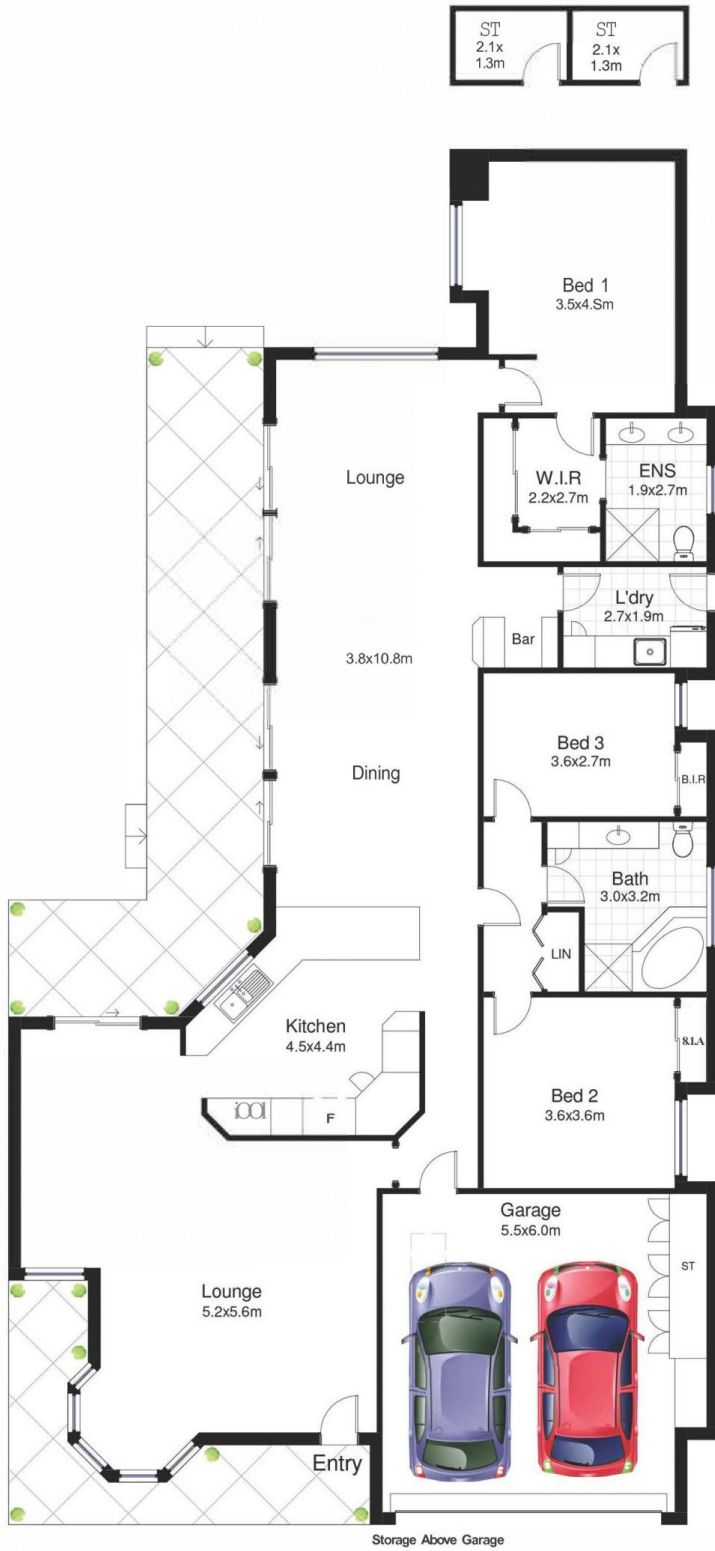 ST
2.1x
1.3m
ST
2.1x
1.3m
Bed 1
3.5x4.Sm
Lounge
W.I.R
2.2x2.7m
ENS
1.9x2.7m
L'dry
2.7x1.9m
Bar
3.8x10.8m
Bed 3
3.6x2.7m
B.I.R
Dining
Bath
3.0x3.2m
LIN
Kitchen
4.5x4.4m
S.I.A
F
Bed 2
3.6x3.6m
Garage
5.5x6.0m
ST
Lounge
5.2x5.6m
Entry
Storage Above Garage